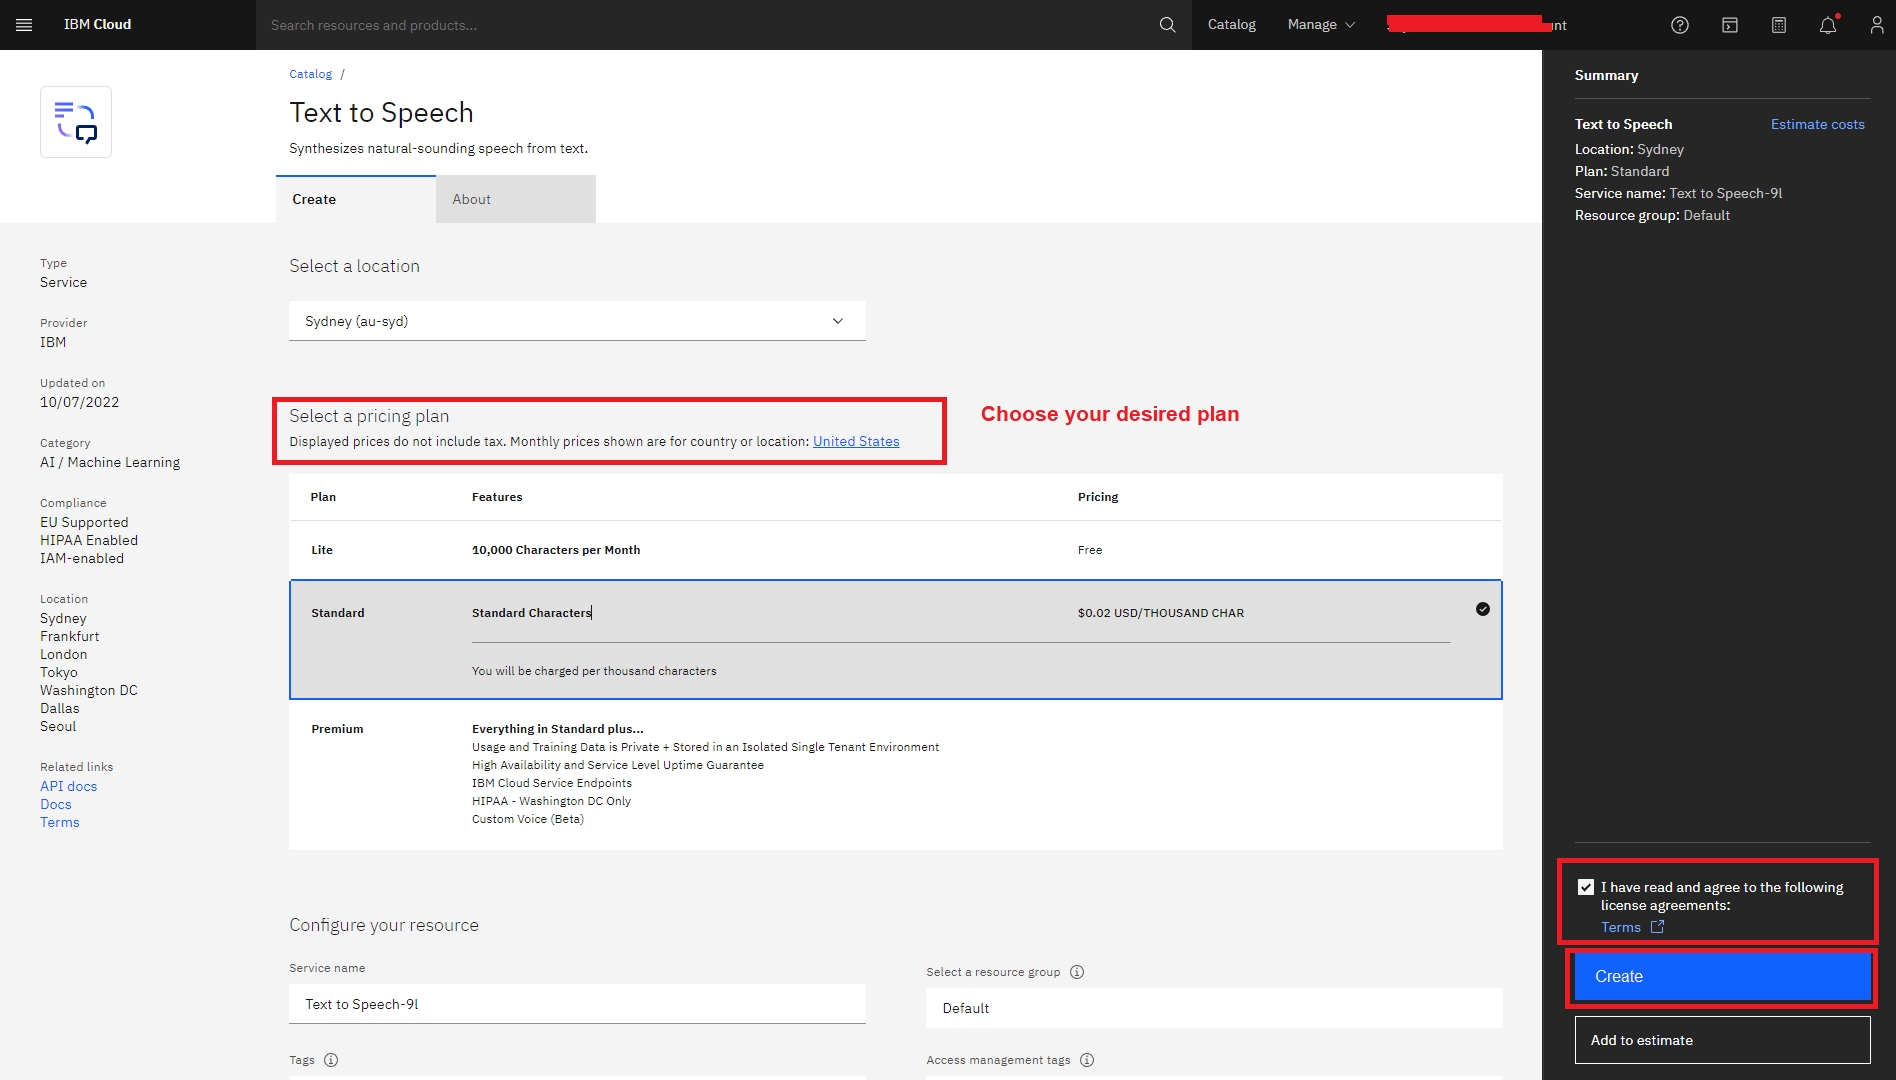 IBM Cloud
Search resources and products...
Catalog
Manage
nt
Catalog /
Text to Speech
Synthesizes natural-sounding speech from text.
Create
About
Type
Service
Provider
IBM
Updated on
10/07/2022
Category
AI / Machine Learning
Compliance
EU Supported
HIPAA Enabled
IAM-enabled
Location
Sydney
Frankfurt
London
Tokyo
Washington DC
Dallas
Seoul
Related links
API docs
Docs
Terms
Select a location
Sydney (au-syd)
Select a pricing plan
Displayed prices do not include tax. Monthly prices shown are for country or location: United States
Choose your desired plan
Plan Features Pricing
Lite 10,000 Characters per Month Free
Standard Standard Characters $0.02 USD/THOUSAND CHAR
You will be charged per thousand characters
Premium Everything in Standard plus...
Usage and Training Data is Private + Stored in an Isolated Single Tenant Environment
High Availability and Service Level Uptime Guarantee
IBM Cloud Service Endpoints
HIPAA - Washington DC Only
Custom Voice (Beta)
Configure your resource
Service name
Text to Speech-9l
Select a resource group
Default
Tags
Access management tags
Summary
Text to Speech Estimate costs
Location: Sydney
Plan: Standard
Service name: Text to Speech-9l
Resource group: Default
I have read and agree to the following
license agreements:
Terms
Create
Add to estimate